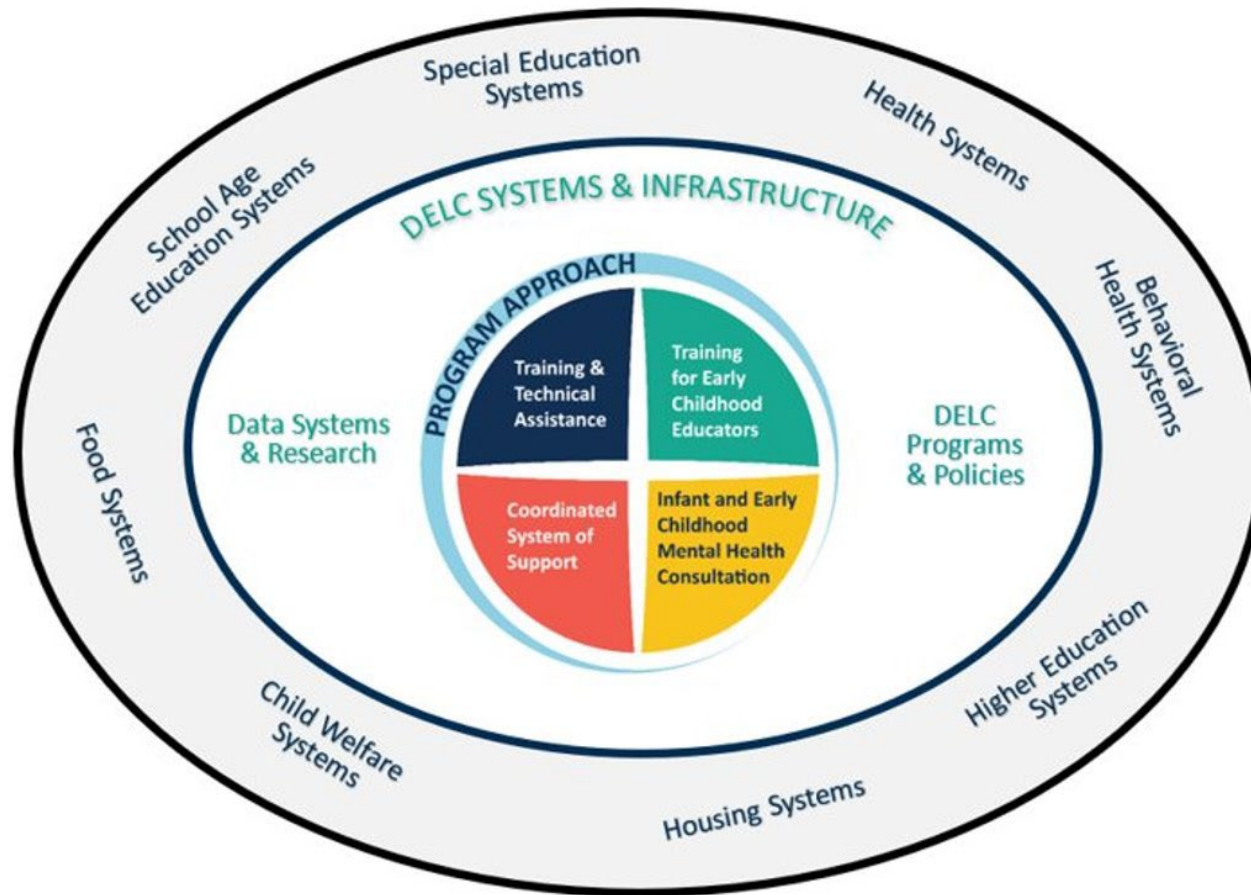 Special Education
Systems
Health Systems
School Age
Education Systems
Behavioral
Health Systems
DELC SYSTEMS & INFRASTRUCTURE
PROGRAM APPROACH
Training &
Technical
Assistance
Training
for Early
Childhood
Educators
Data Systems
& Research
DELC
Programs
& Policies
Coordinated
System of
Support
Infant and Early
Childhood
Mental Health
Consultation
Food Systems
Higher Education
Systems
Child Welfare
Systems
Housing Systems